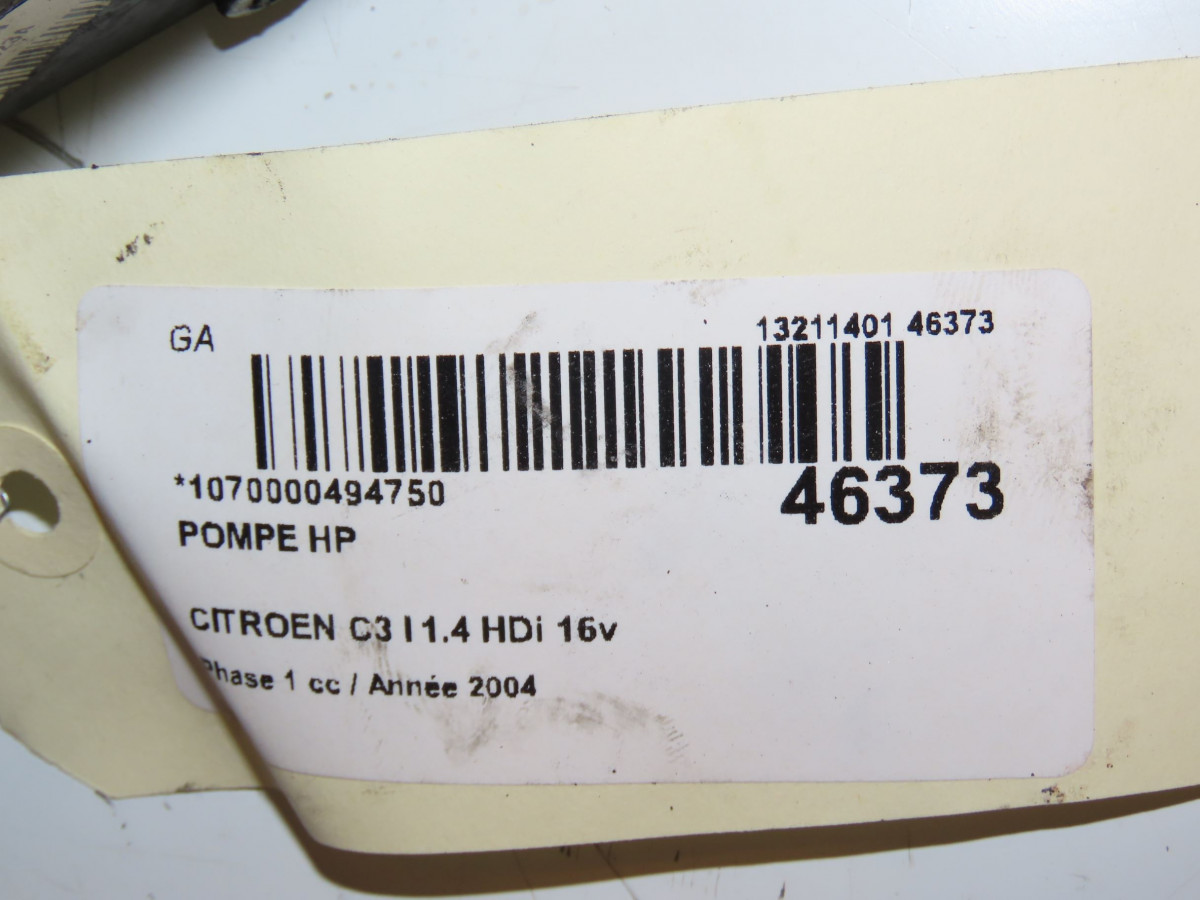 GA
13211401 46373
*1070000494750
46373
POMPE HP
CITROEN C3 I 1.4 HDi 16v
Phase 1 cc / Année 2004